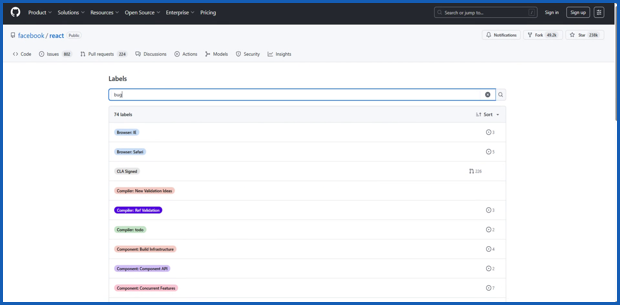 Product Solutions Resources Open Source Enterprise Pricing Search or jump to... / Sign in Sign up
facebook / react Public Notifications Fork 49.2k Star 238k
Code Issues 802 Pull requests 224 Discussions Actions Models Security Insights
Labels
bug
74 labels Sort
Browser: IE 3
Browser: Safari 9
CLA Signed 226
Compiler: New Validation Ideas
Compiler: Ref Validation 3
Compiler: todo 2
Component: Build Infrastructure 4
Component: Component API 2
Component: Concurrent Features 7